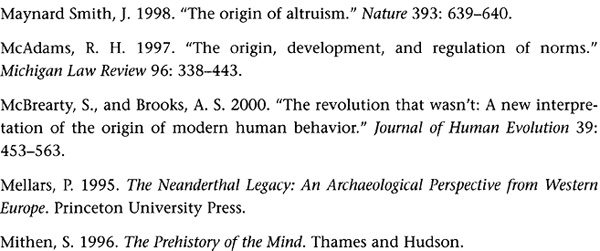 Maynard Smith, J. 1998. “The origin of altruism.” Nature 393: 639–640.
McAdams, R. H. 1997. “The origin, development, and regulation of norms.”
Michigan Law Review 96: 338–443.
McBrearty, S., and Brooks, A. S. 2000. “The revolution that wasn't: A new interpre-
tation of the origin of modern human behavior.” Journal of Human Evolution 39:
453–563.
Mellars, P. 1995. The Neanderthal Legacy: An Archaeological Perspective from Western
Europe. Princeton University Press.
Mithen, S. 1996. The Prehistory of the Mind. Thames and Hudson.